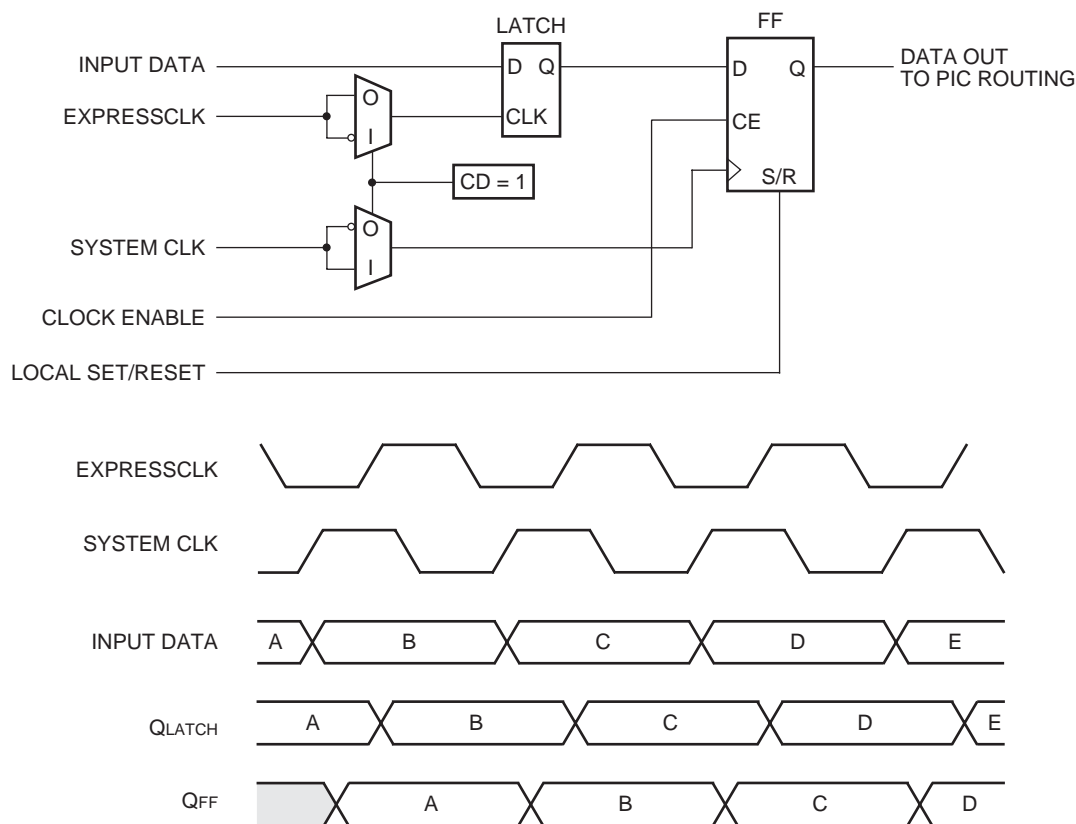 LATCH
FF
INPUT DATA
D Q
D Q
DATA OUT
TO PIC ROUTING
EXPRESSCLK
O
I
CLK
CE
CD = 1
S/R
SYSTEM CLK
O
I
CLOCK ENABLE
LOCAL SET/RESET
EXPRESSCLK
SYSTEM CLK
INPUT DATA A B C D E
QLATCH A B C D E
QFF A B C D